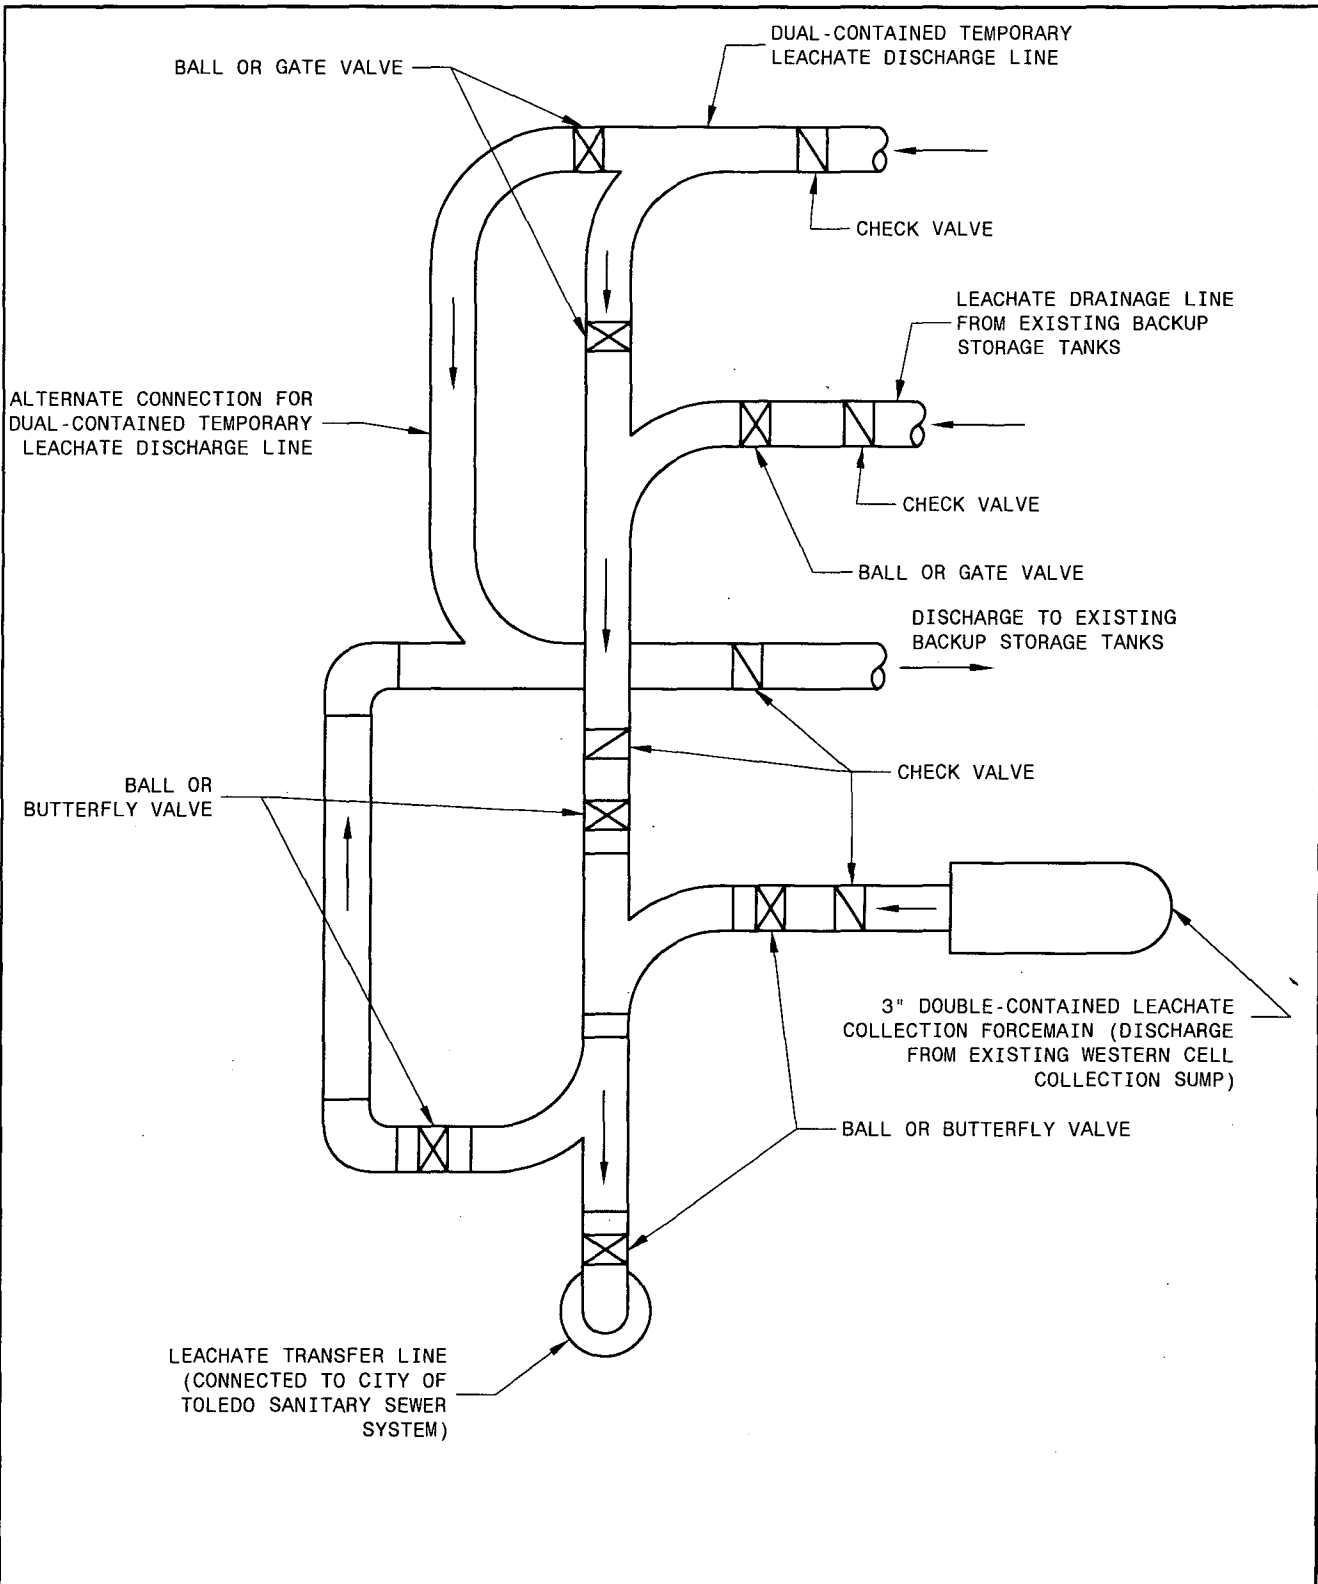 DUAL-CONTAINED TEMPORARY
LEACHATE DISCHARGE LINE
BALL OR GATE VALVE
CHECK VALVE
LEACHATE DRAINAGE LINE
FROM EXISTING BACKUP
STORAGE TANKS
ALTERNATE CONNECTION FOR
DUAL-CONTAINED TEMPORARY
LEACHATE DISCHARGE LINE
CHECK VALVE
BALL OR GATE VALVE
DISCHARGE TO EXISTING
BACKUP STORAGE TANKS
CHECK VALVE
BALL OR
BUTTERFLY VALVE
3" DOUBLE-CONTAINED LEACHATE
COLLECTION FORCEMAIN (DISCHARGE
FROM EXISTING WESTERN CELL
COLLECTION SUMP)
BALL OR BUTTERFLY VALVE
LEACHATE TRANSFER LINE
(CONNECTED TO CITY OF
TOLEDO SANITARY SEWER
SYSTEM)